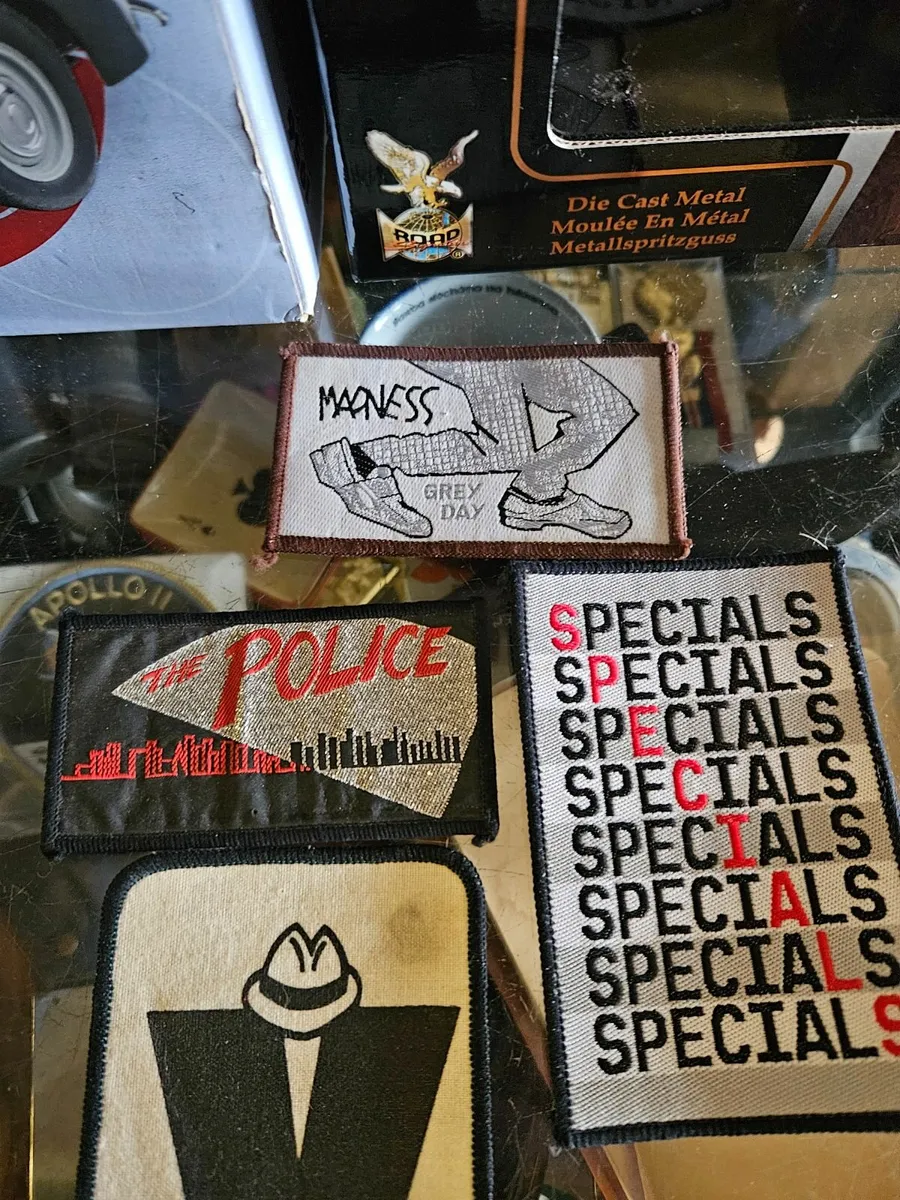 Die Cast Metal
Moulée En Métal
Metallspritzguss
ROAD
®
MADNESS
GREY
DAY
APOLLO 11
THE POLICE
SPECIALS
SPECIALS
SPECIALS
SPECIALS
SPECIALS
SPECIALS
SPECIALS
SPECIALS